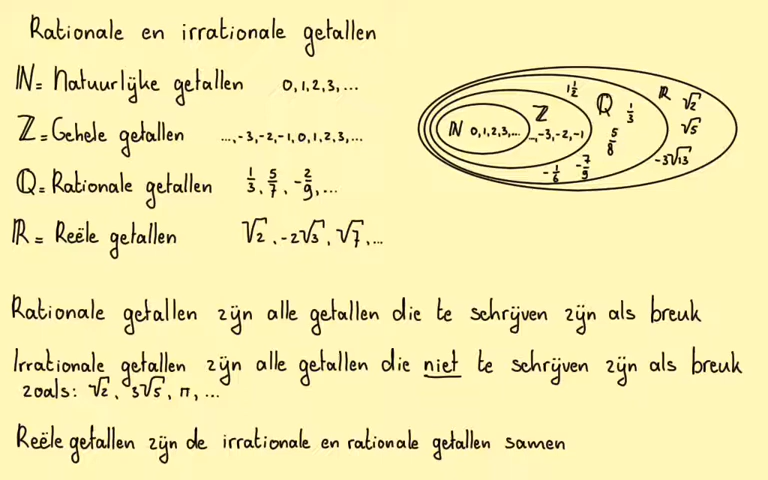 Rationale en irrationale getallen
ℕ = Natuurlijke getallen 0, 1, 2, 3, ...
ℤ = Gehele getallen ..., -3, -2, -1, 0, 1, 2, 3, ...
ℚ = Rationale getallen 1/3, 5/7, -2/9, ...
ℝ = Reële getallen √2, -2√3, √7, ...
ℕ 0, 1, 2, 3, ...
ℤ ..., -3, -2, -1
1½ ℚ 1/3 5/8 -7/9 -1/6
ℝ √2 √5 -3√13
Rationale getallen zijn alle getallen die te schrijven zijn als breuk
Irrationale getallen zijn alle getallen die niet te schrijven zijn als breuk
zoals: √2, 3√5, π, ...
Reële getallen zijn de irrationale en rationale getallen samen